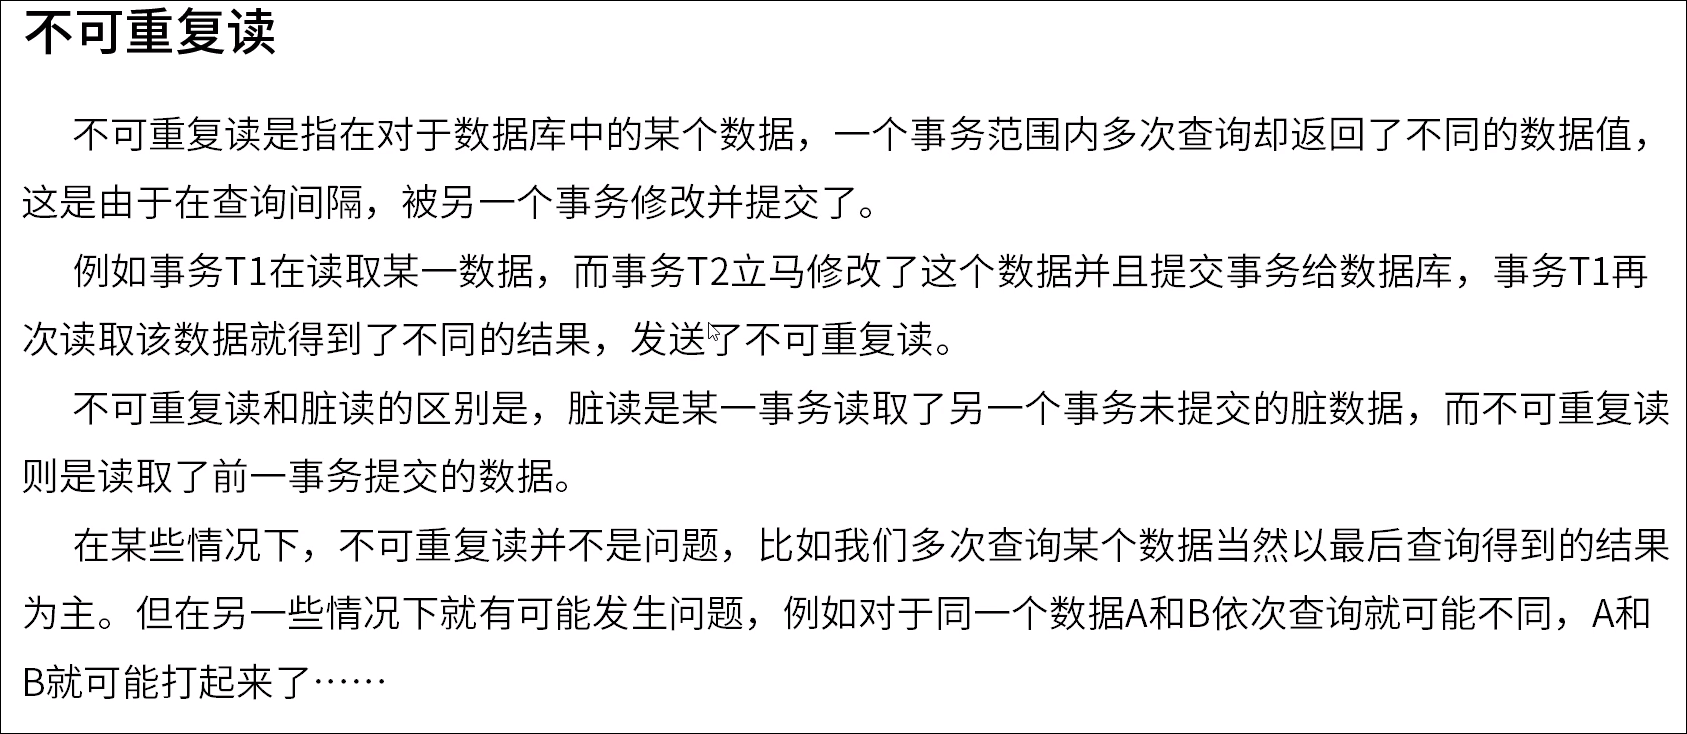 不可重复读
不可重复读是指在对于数据库中的某个数据，一个事务范围内多次查询却返回了不同的数据值，
这是由于在查询间隔，被另一个事务修改并提交了。
例如事务T1在读取某一数据，而事务T2立马修改了这个数据并且提交事务给数据库，事务T1再
次读取该数据就得到了不同的结果，发送了不可重复读。
不可重复读和脏读的区别是，脏读是某一事务读取了另一个事务未提交的脏数据，而不可重复读
则是读取了前一事务提交的数据。
在某些情况下，不可重复读并不是问题，比如我们多次查询某个数据当然以最后查询得到的结果
为主。但在另一些情况下就有可能发生问题，例如对于同一个数据A和B依次查询就可能不同，A和
B就可能打起来了……